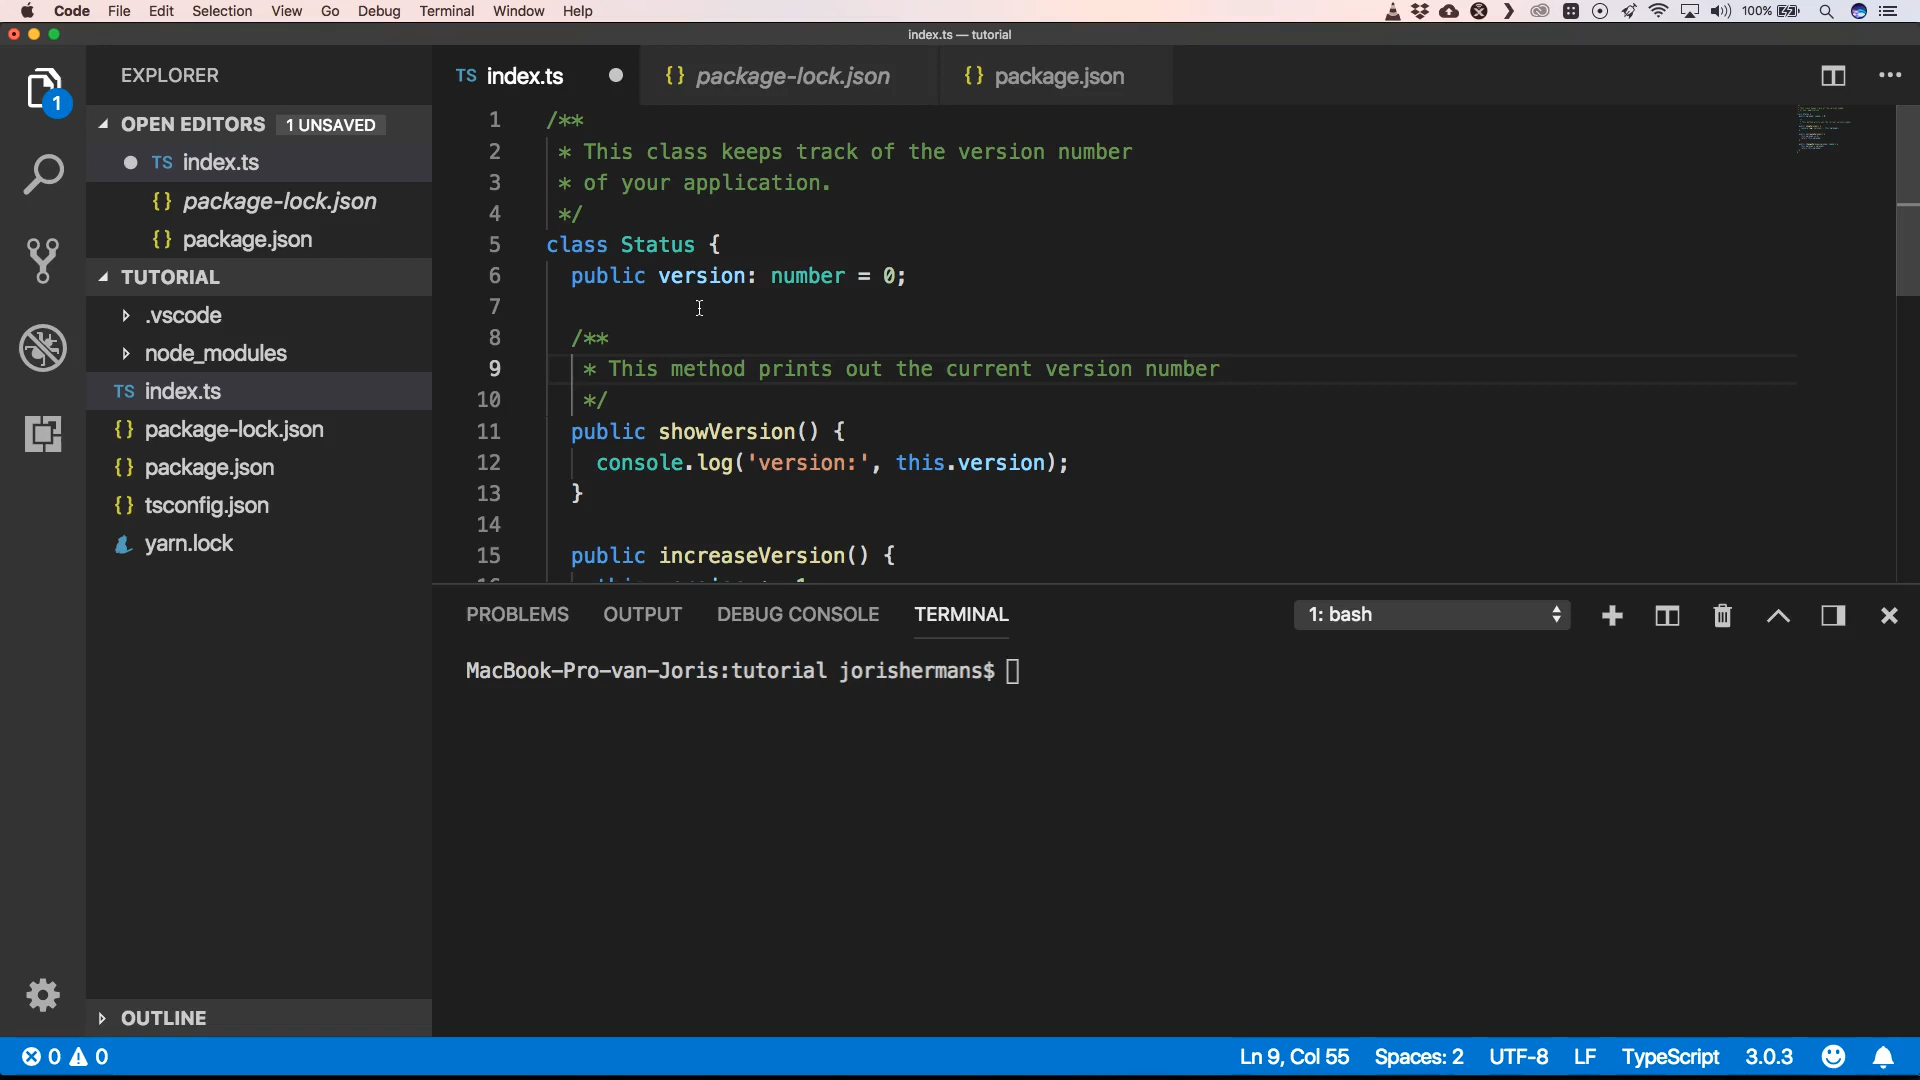 Code File Edit Selection View Go Debug Terminal Window Help 100%
index.ts — tutorial
EXPLORER
1
OPEN EDITORS 1 UNSAVED
TS index.ts
{} package-lock.json
{} package.json
TUTORIAL
.vscode
node_modules
TS index.ts
{} package-lock.json
{} package.json
{} tsconfig.json
yarn.lock
OUTLINE
TS index.ts {} package-lock.json {} package.json
1 /**
2 * This class keeps track of the version number
3 * of your application.
4 */
5 class Status {
6 public version: number = 0;
7
8 /**
9 * This method prints out the current version number
10 */
11 public showVersion() {
12 console.log('version:', this.version);
13 }
14
15 public increaseVersion() {
PROBLEMS OUTPUT DEBUG CONSOLE TERMINAL 1: bash
MacBook-Pro-van-Joris:tutorial jorishermans$
0 0 Ln 9, Col 55 Spaces: 2 UTF-8 LF TypeScript 3.0.3